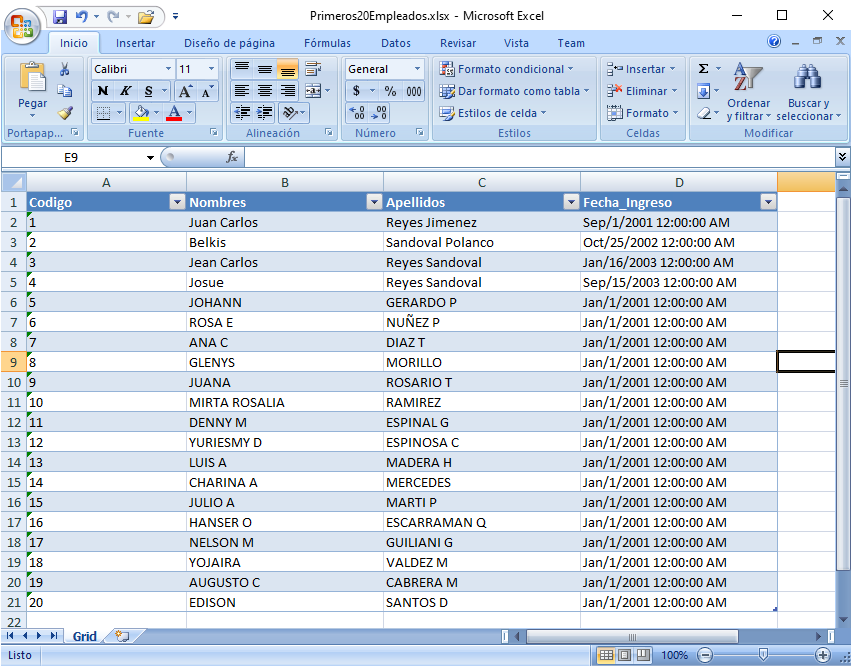 Primeros20Empleados.xlsx - Microsoft Excel
Inicio Insertar Diseño de página Fórmulas Datos Revisar Vista Team
Pegar
Portapap...
Calibri 11
N K S A A
A
Fuente
Alineación
General
$ % 000
,00 ,0
Número
Formato condicional
Dar formato como tabla
Estilos de celda
Estilos
Insertar
Eliminar
Formato
Celdas
Σ
Ordenar y filtrar
Buscar y seleccionar
Modificar
E9 fx
A B C D
1 Codigo Nombres Apellidos Fecha_Ingreso
2 1 Juan Carlos Reyes Jimenez Sep/1/2001 12:00:00 AM
3 2 Belkis Sandoval Polanco Oct/25/2002 12:00:00 AM
4 3 Jean Carlos Reyes Sandoval Jan/16/2003 12:00:00 AM
5 4 Josue Reyes Sandoval Sep/15/2003 12:00:00 AM
6 5 JOHANN GERARDO P Jan/1/2001 12:00:00 AM
7 6 ROSA E NUÑEZ P Jan/1/2001 12:00:00 AM
8 7 ANA C DIAZ T Jan/1/2001 12:00:00 AM
9 8 GLENYS MORILLO Jan/1/2001 12:00:00 AM
10 9 JUANA ROSARIO T Jan/1/2001 12:00:00 AM
11 10 MIRTA ROSALIA RAMIREZ Jan/1/2001 12:00:00 AM
12 11 DENNY M ESPINAL G Jan/1/2001 12:00:00 AM
13 12 YURIESMY D ESPINOSA C Jan/1/2001 12:00:00 AM
14 13 LUIS A MADERA H Jan/1/2001 12:00:00 AM
15 14 CHARINA A MERCEDES Jan/1/2001 12:00:00 AM
16 15 JULIO A MARTI P Jan/1/2001 12:00:00 AM
17 16 HANSER O ESCARRAMAN Q Jan/1/2001 12:00:00 AM
18 17 NELSON M GUILIANI G Jan/1/2001 12:00:00 AM
19 18 YOJAIRA VALDEZ M Jan/1/2001 12:00:00 AM
20 19 AUGUSTO C CABRERA M Jan/1/2001 12:00:00 AM
21 20 EDISON SANTOS D Jan/1/2001 12:00:00 AM
22
Grid
Listo 100%